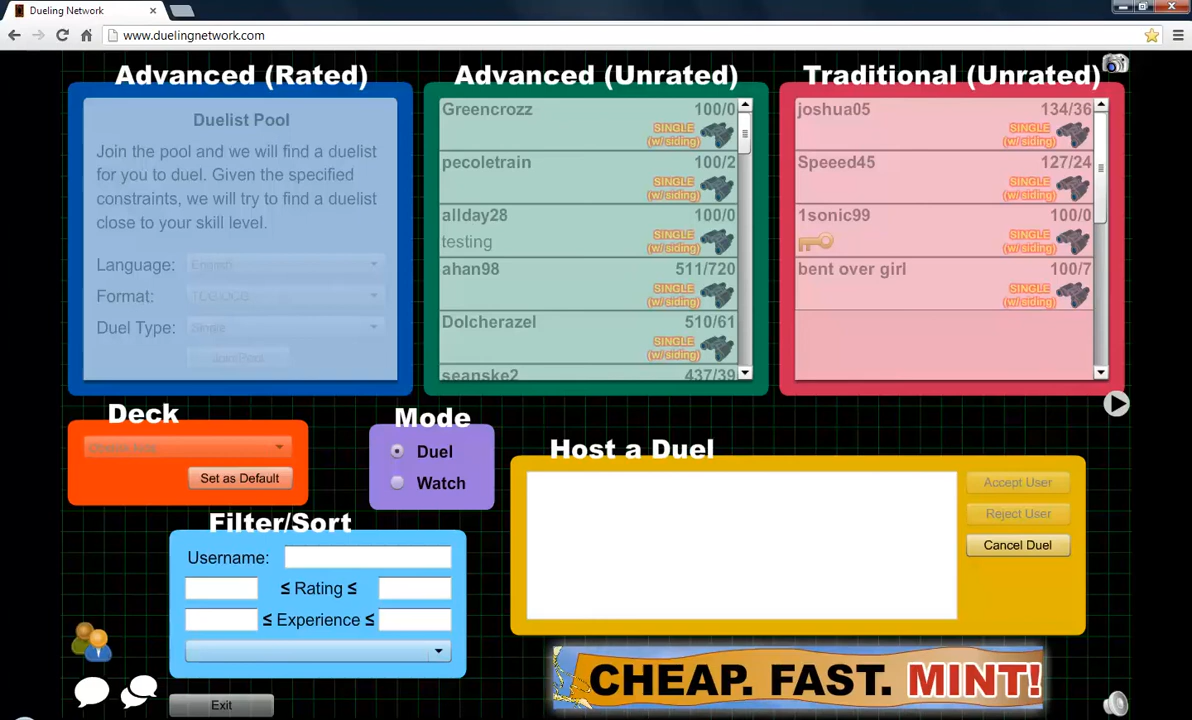 Dueling Network
www.duelingnetwork.com
Advanced (Rated)
Duelist Pool
Join the pool and we will find a duelist
for you to duel. Given the specified
constraints, we will try to find a duelist
close to your skill level.
Language: English
Format: TCG/OCG
Duel Type: Single
Join Pool
Advanced (Unrated)
Greencrozz 100/0
SINGLE
(w/ siding)
pecoletrain 100/2
SINGLE
(w/ siding)
allday28 100/0
testing SINGLE
(w/ siding)
ahan98 511/720
SINGLE
(w/ siding)
Dolcherazel 510/61
SINGLE
(w/ siding)
seanske2 437/39
Traditional (Unrated)
joshua05 134/36
SINGLE
(w/ siding)
Speeed45 127/24
SINGLE
(w/ siding)
1sonic99 100/0
SINGLE
(w/ siding)
bent over girl 100/7
SINGLE
(w/ siding)
Deck
Set as Default
Mode
Duel
Watch
Filter/Sort
Username:
≤ Rating ≤
≤ Experience ≤
Exit
Host a Duel
Accept User
Reject User
Cancel Duel
CHEAP. FAST. MINT!